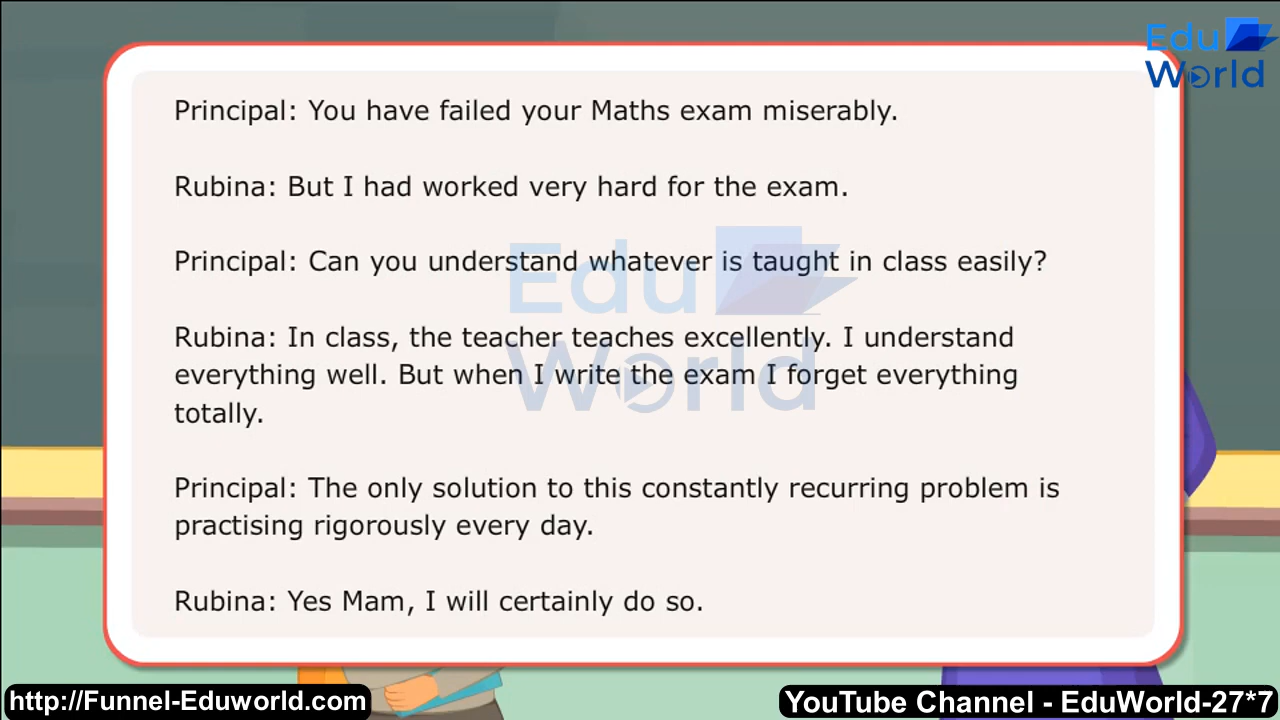 Edu
World
Principal: You have failed your Maths exam miserably.
Rubina: But I had worked very hard for the exam.
Principal: Can you understand whatever is taught in class easily?
Rubina: In class, the teacher teaches excellently. I understand
everything well. But when I write the exam I forget everything
totally.
Principal: The only solution to this constantly recurring problem is
practising rigorously every day.
Rubina: Yes Mam, I will certainly do so.
Edu
World
http://Funnel-Eduworld.com
YouTube Channel - EduWorld-27*7